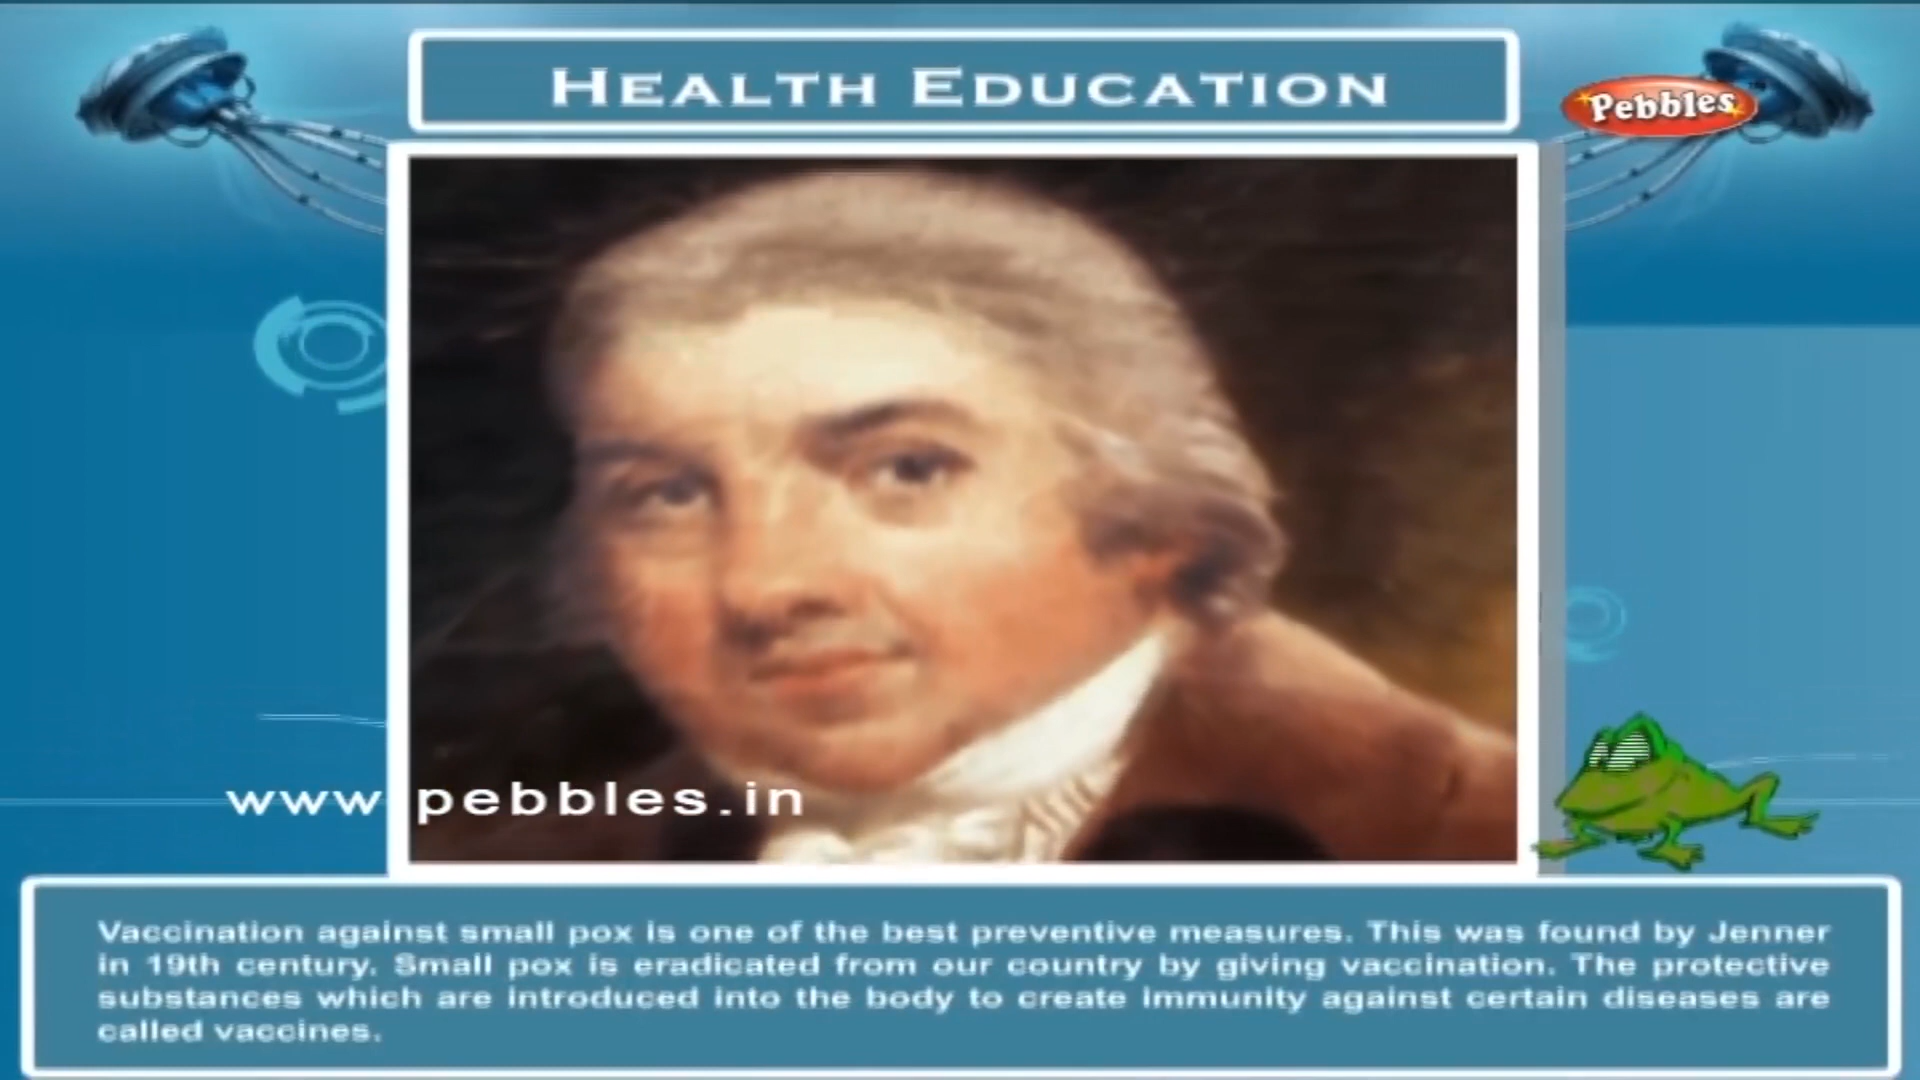 HEALTH EDUCATION
Pebbles
www.pebbles.in
Vaccination against small pox is one of the best preventive measures. This was found by Jenner
in 19th century. Small pox is eradicated from our country by giving vaccination. The protective
substances which are introduced into the body to create immunity against certain diseases are
called vaccines.